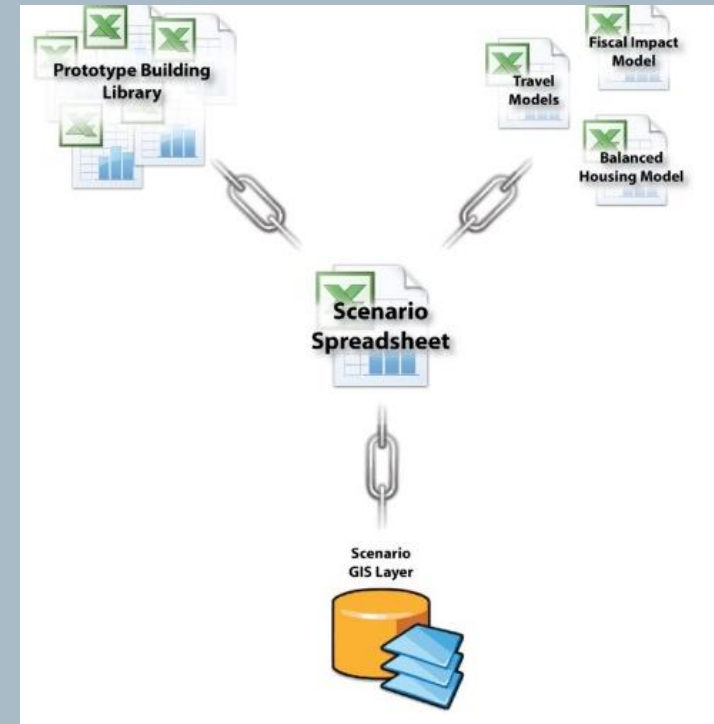 Prototype Building
Library
Fiscal Impact
Model
Travel
Models
Balanced
Housing Model
Scenario
Spreadsheet
Scenario
GIS Layer